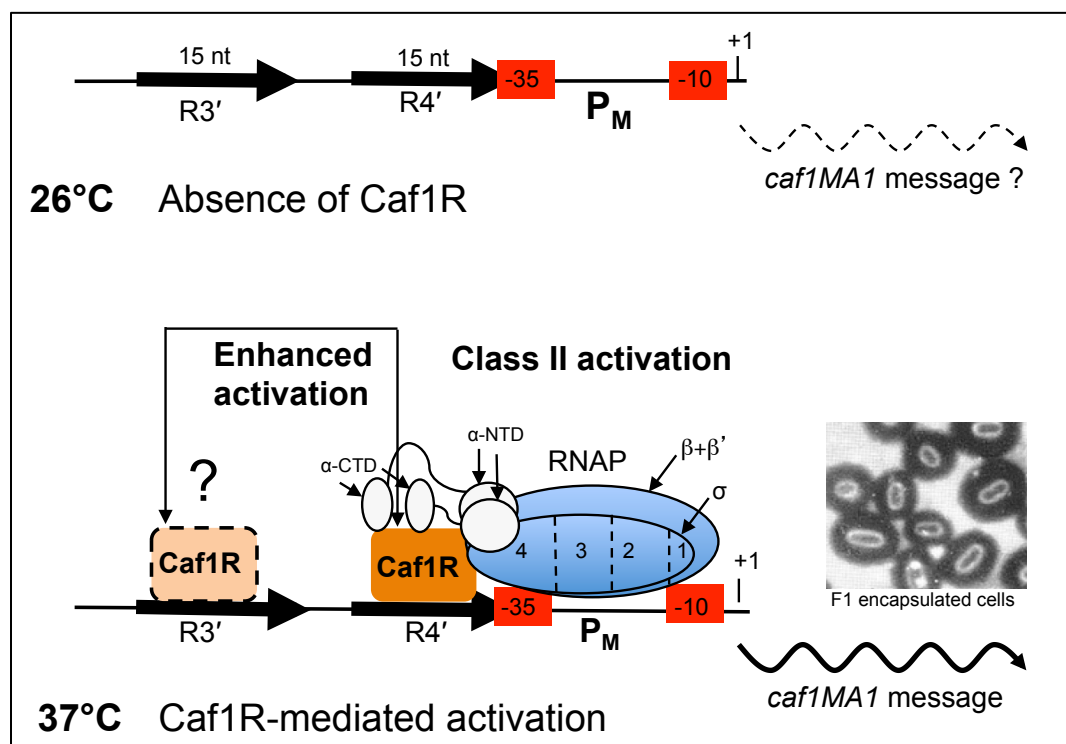 15 nt
15 nt
+1
-35
-10
R3′
R4′
PM
caf1MA1 message ?
26°C Absence of Caf1R
Enhanced
activation
Class II activation
α-NTD
RNAP
β+β’
α-CTD
σ
?
Caf1R
Caf1R
4
3
2
1
+1
F1 encapsulated cells
-35
-10
R3′
R4′
PM
caf1MA1 message
37°C Caf1R-mediated activation